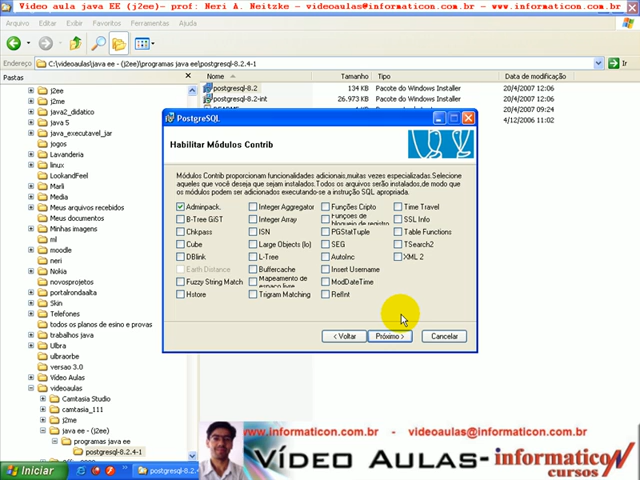 Vídeo aula java EE (j2ee)- prof: Neri A. Neitzke - videoaulas@informaticon.com.br - www.informaticon.com.br
Arquivo Editar Exibir Favoritos Ferramentas Ajuda
Endereço C:\videoaulas\java ee - (j2ee)\programas java ee\postgresql-8.2.4-1 Ir
Pastas
Nome Tamanho Tipo Data de modificação
postgresql-8.2 134 KB Pacote do Windows Installer 20/4/2007 12:06
postgresql-8.2-int 26.973 KB Pacote do Windows Installer 20/4/2007 12:06
20/4/2007 09:24
4/12/2006 11:02
j2ee
j2me
java2_didatico
java 5
java_executavel_jar
jogos
Lavanderia
linux
LookandFeel
Marli
Media
Meus arquivos recebidos
Meus documentos
Minhas imagens
ml
moodle
neri
Nokia
novosprojetos
portalrondaalta
Skin
Telefones
todos os planos de esino e provas
trabalhos java
Ulbra
ulbraorbe
versao 3.0
Vídeo Aulas
videoaulas
Camtasia Studio
camtasia_111
j2me
java ee - (j2ee)
programas java ee
postgresql-8.2.4-1
PostgreSQL
Habilitar Módulos Contrib
Módulos Contrib proporcionam funcionalidades adicionais,muitas vezes especializadas.Selecione
aqueles que você deseja que sejam instalados.Todos os arquivos serão instalados,de modo que
os módulos podem ser adicionados executando-se a instrução SQL apropriada.
Adminpack. Integer Aggregator Funções Cripto Time Travel
B-Tree GiST Integer Array Funções de bloqueio de registro SSL Info
Chkpass ISN PGStatTuple Table Functions
Cube Large Objects (lo) SEG TSearch2
DBlink L-Tree AutoInc XML 2
Earth Distance Buffercache Insert Username
Fuzzy String Match Mapeamento de espaço livre ModDateTime
Hstore Trigram Matching RefInt
< Voltar Próximo > Cancelar
www.informaticon.com.br - videoaulas@informaticon.com.br
VÍDEO AULAS- informaticon
cursos
Iniciar postgresql-8.2